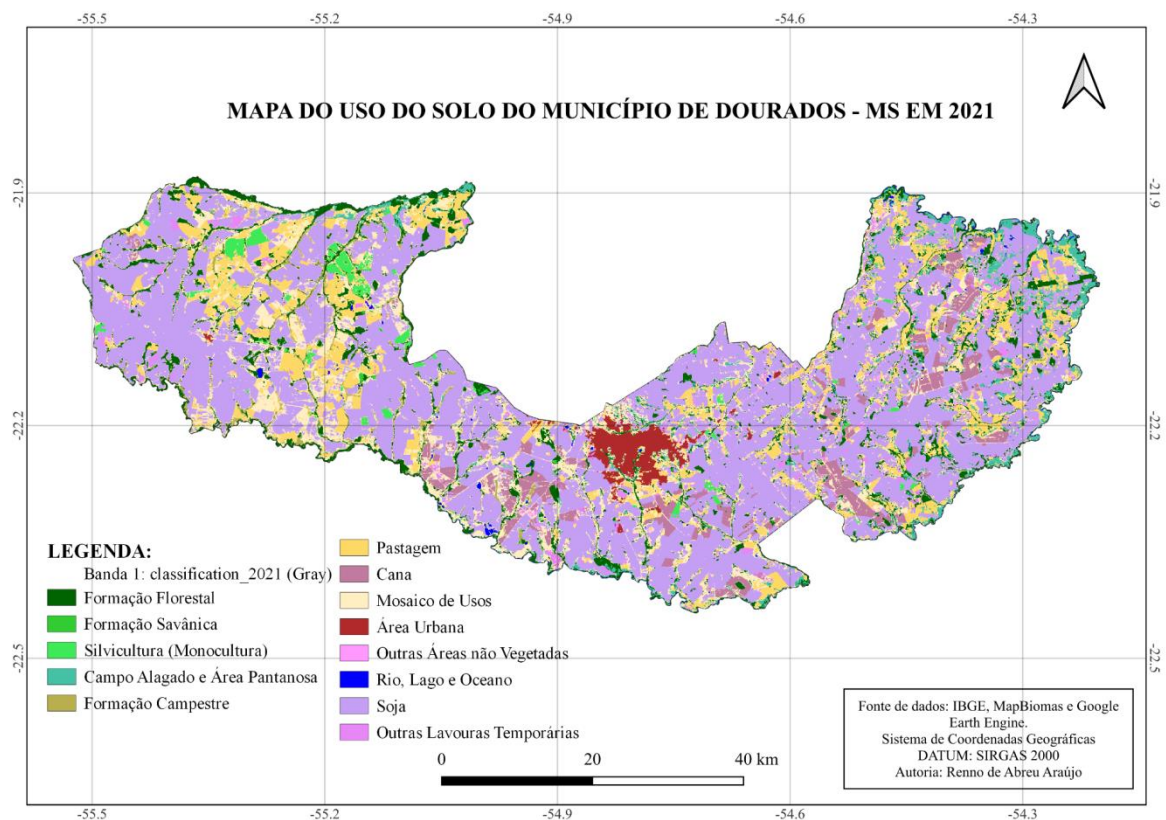 -55.5 -55.2 -54.9 -54.6 -54.3
MAPA DO USO DO SOLO DO MUNICÍPIO DE DOURADOS - MS EM 2021
-21.9 -21.9
-22.2 -22.2
-22.5 -22.5
LEGENDA:
Banda 1: classification_2021 (Gray)
Formação Florestal
Formação Savânica
Silvicultura (Monocultura)
Campo Alagado e Área Pantanosa
Formação Campestre
Pastagem
Cana
Mosaico de Usos
Área Urbana
Outras Áreas não Vegetadas
Rio, Lago e Oceano
Soja
Outras Lavouras Temporárias
0 20 40 km
Fonte de dados: IBGE, MapBiomas e Google
Earth Engine.
Sistema de Coordenadas Geográficas
DATUM: SIRGAS 2000
Autoria: Renno de Abreu Araújo
-55.5 -55.2 -54.9 -54.6 -54.3